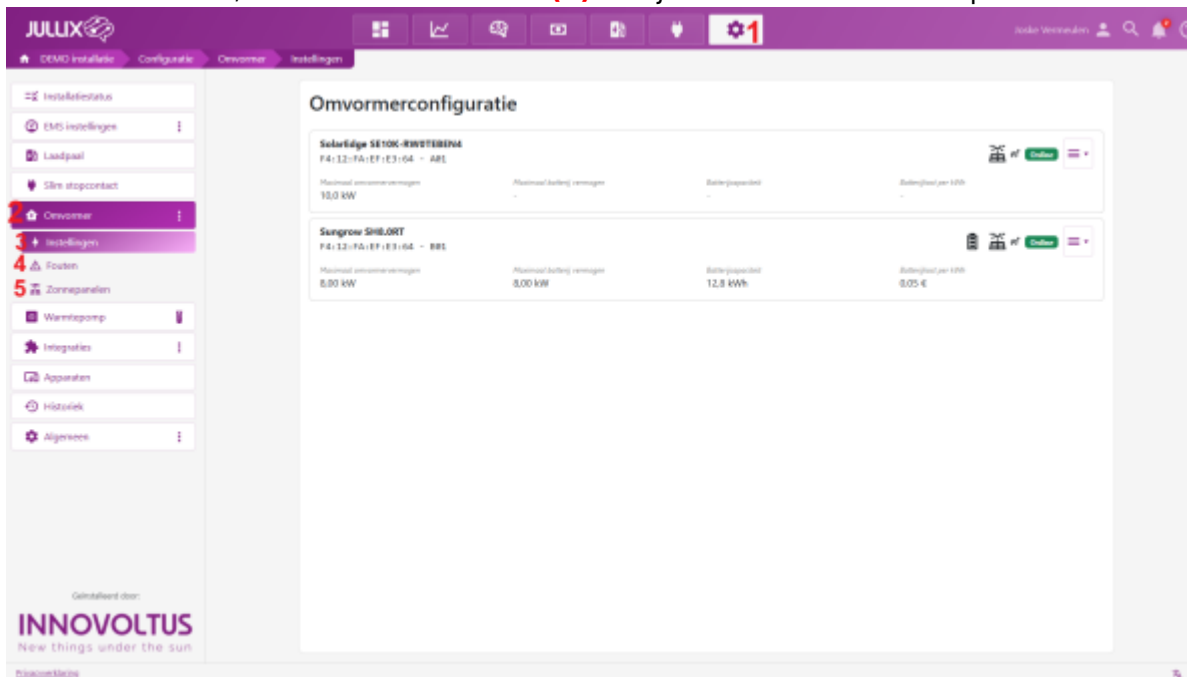 JULLIX
1
Joske Vermeulen
DEMO installatie
Configuratie
Omvormer
Instellingen
Installatiestatus
EMS instellingen
Laadpaal
Slim stopcontact
2 Omvormer
3 Instellingen
4 Fouten
5 Zonnepanelen
Warmtepomp
Integraties
Apparaten
Historiek
Algemeen
Geïnstalleerd door:
INNOVOLTUS
New things under the sun
Privacyverklaring
Omvormerconfiguratie
SolarEdge SE10K-RW0TEBEN4
F4:12:FA:EF:E3:64 - A01
Online
Maximaal omvormervermogen
Maximaal batterij vermogen
Batterijcapaciteit
Batterijkost per kWh
10,0 kW
-
-
-
Sungrow SH8.0RT
F4:12:FA:EF:E3:64 - B01
Online
Maximaal omvormervermogen
Maximaal batterij vermogen
Batterijcapaciteit
Batterijkost per kWh
8,00 kW
8,00 kW
12,8 kWh
0.05 €